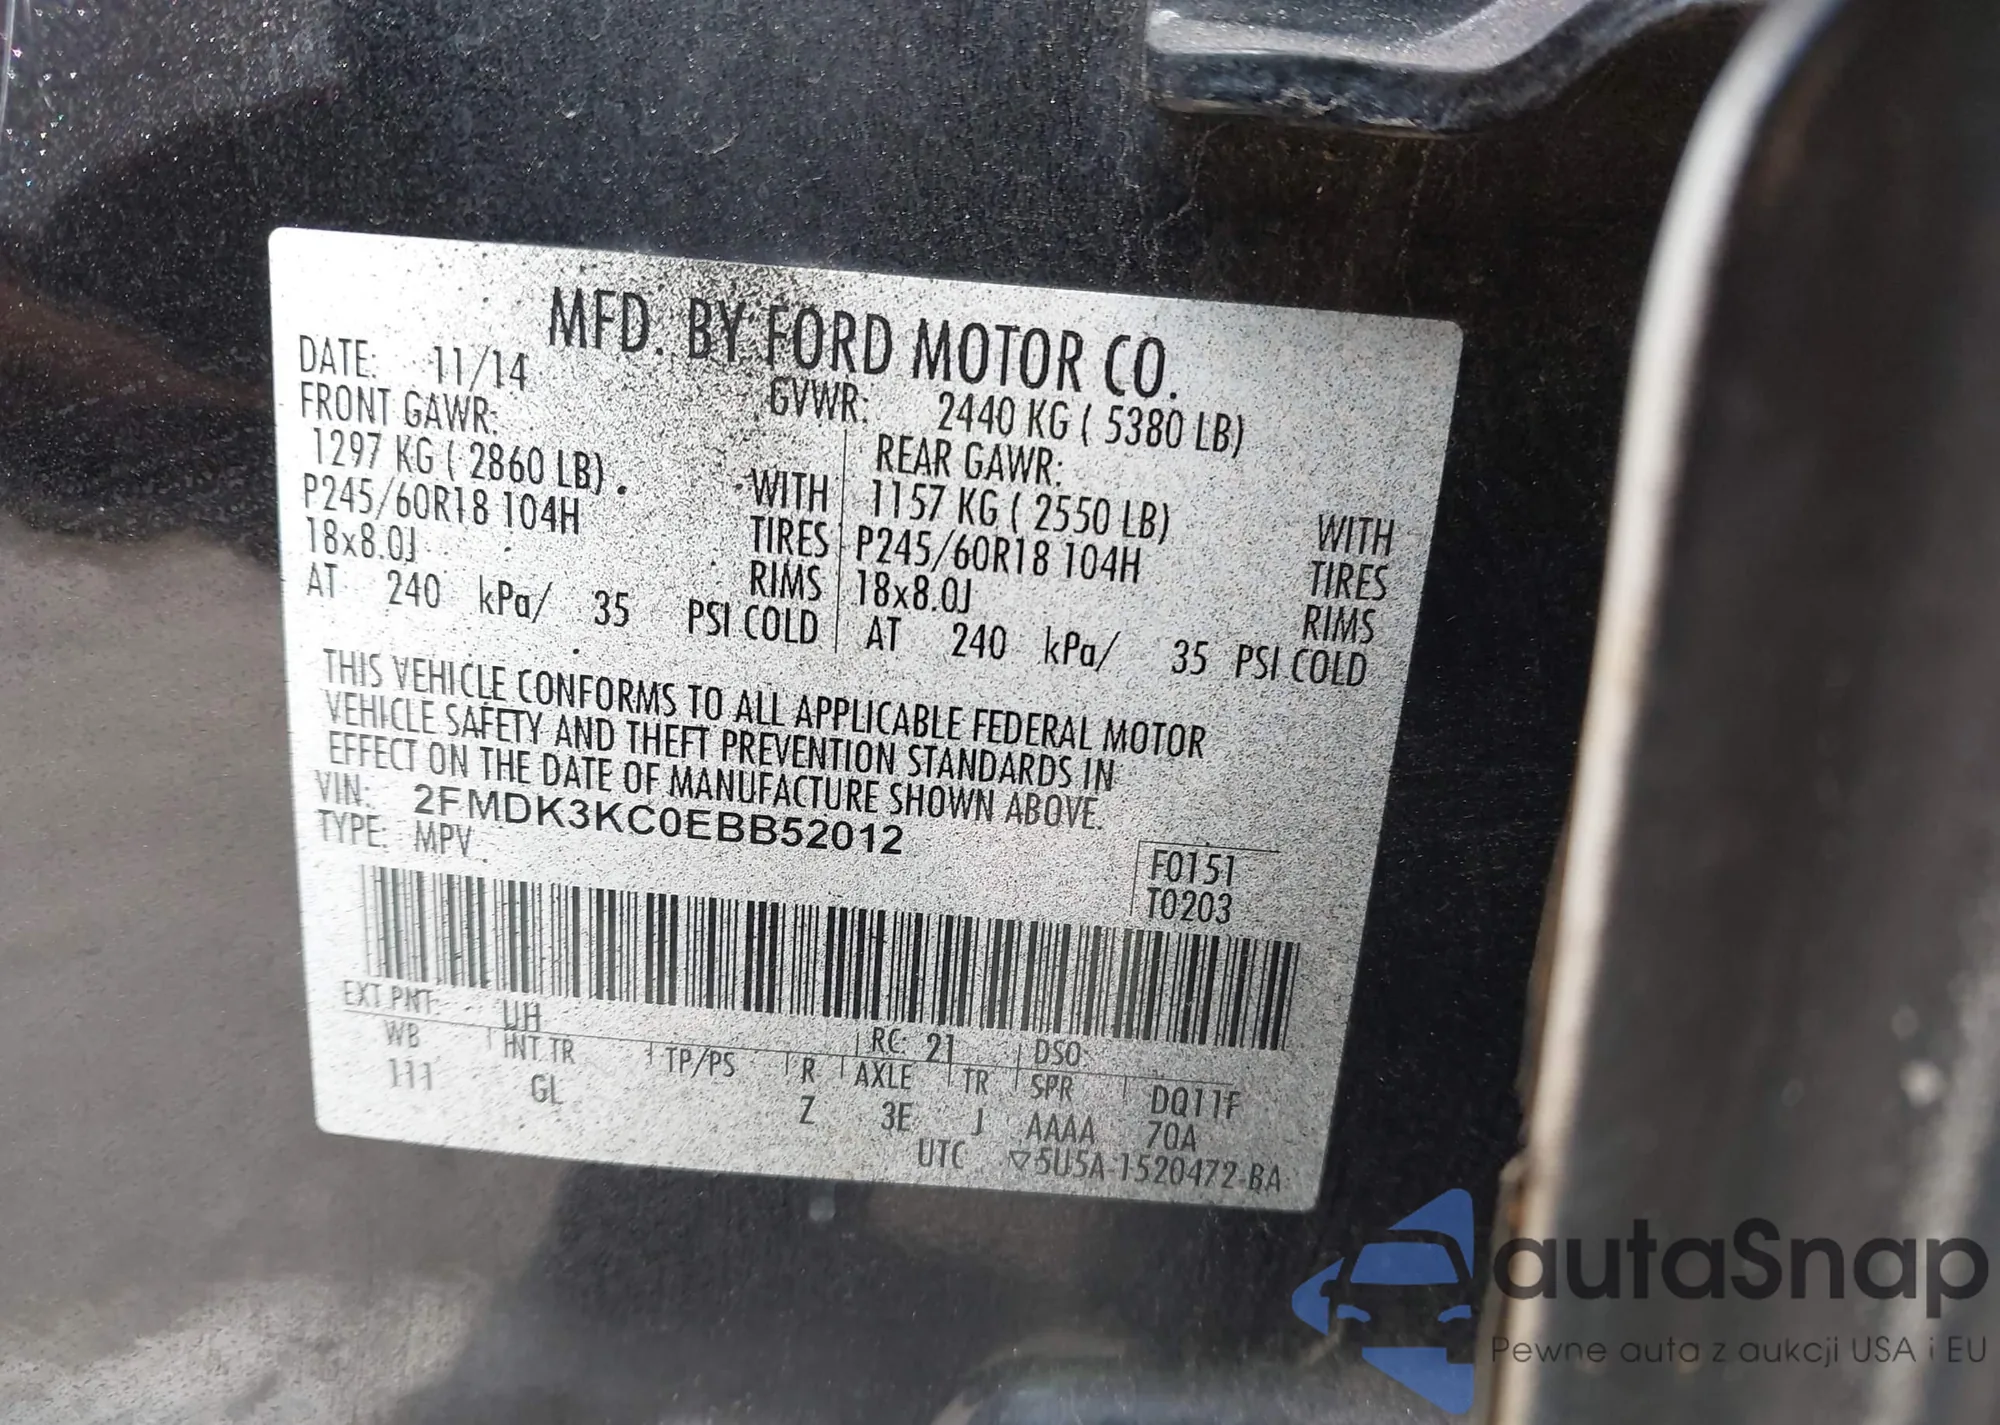 MFD. BY FORD MOTOR CO.
DATE: 11/14 GVWR: 2440 KG ( 5380 LB)
FRONT GAWR: REAR GAWR:
1297 KG ( 2860 LB) WITH 1157 KG ( 2550 LB) WITH
P245/60R18 104H TIRES P245/60R18 104H TIRES
18x8.0J RIMS 18x8.0J RIMS
AT 240 kPa/ 35 PSI COLD AT 240 kPa/ 35 PSI COLD
THIS VEHICLE CONFORMS TO ALL APPLICABLE FEDERAL MOTOR
VEHICLE SAFETY AND THEFT PREVENTION STANDARDS IN
EFFECT ON THE DATE OF MANUFACTURE SHOWN ABOVE.
VIN: 2FMDK3KC0EBB52012
TYPE: MPV
F0151
T0203
EXT PNT: UH RC: 21 DSO:
WB INT TR TP/PS R AXLE TR SPR DQ11F
111 GL Z 3E J AAAA 70A
UTC ▽5U5A-1520472-BA
autaSnap
Pewne auta z aukcji USA i EU